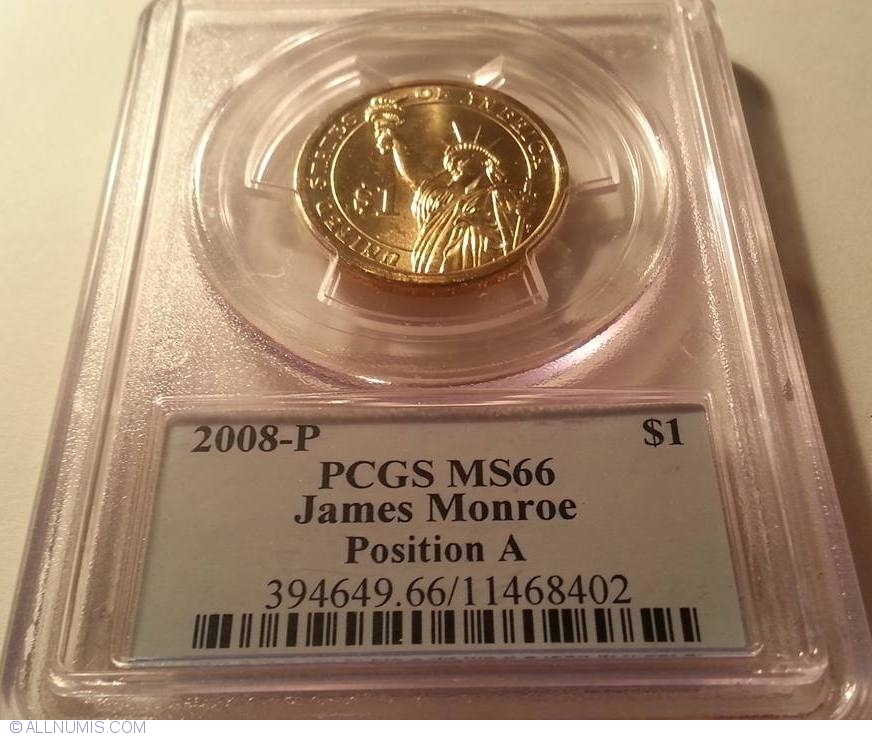 UNITED STATES OF AMERICA
$1
2008-P $1
PCGS MS66
James Monroe
Position A
394649.66/11468402
© ALLNUMIS.COM